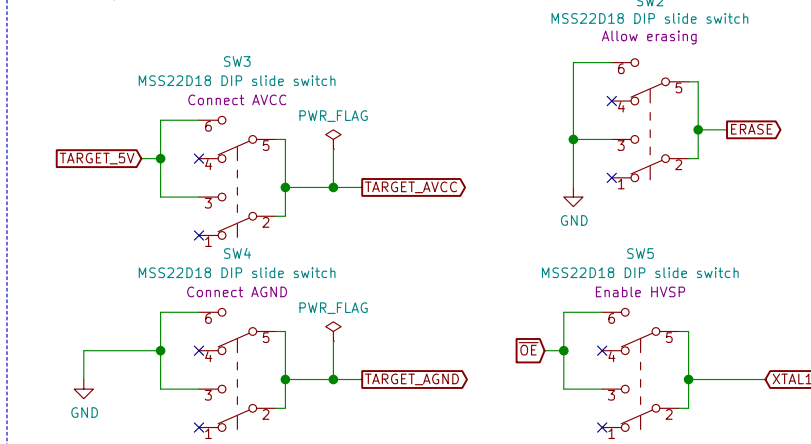 SW2
MSS22D18 DIP slide switch
Allow erasing
6
5
4
3
2
1
ERASE
GND
SW3
MSS22D18 DIP slide switch
Connect AVCC
PWR_FLAG
6
5
4
3
2
1
TARGET_5V
TARGET_AVCC
SW4
MSS22D18 DIP slide switch
Connect AGND
PWR_FLAG
6
5
4
3
2
1
TARGET_AGND
GND
SW5
MSS22D18 DIP slide switch
Enable HVSP
6
5
4
3
2
1
OE
XTAL1